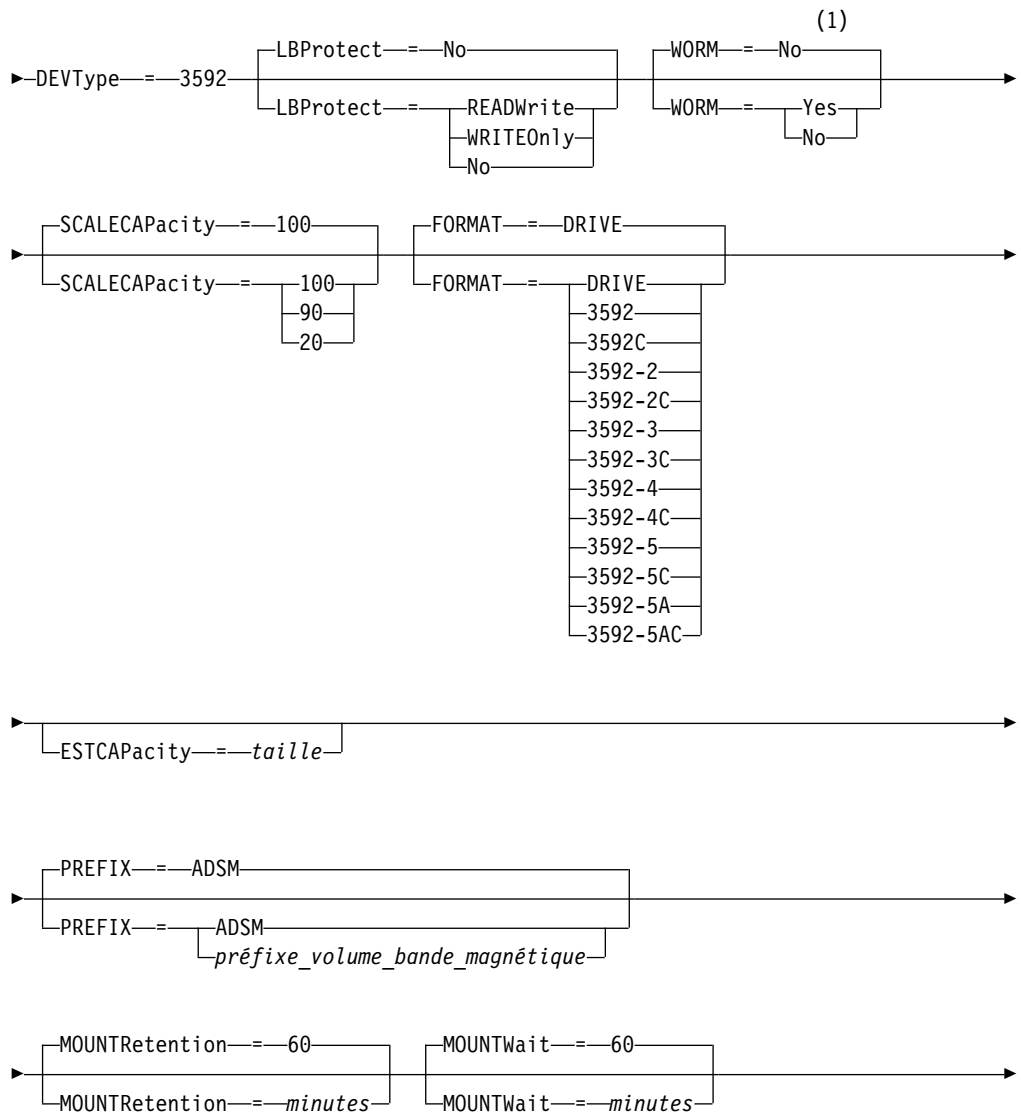 (1)
LBProtect = No WORM = No
DEVType = 3592
LBProtect = READWrite WORM = Yes
WRITEOnly No
No
SCALECAPacity = 100 FORMAT = DRIVE
SCALECAPacity = 100 FORMAT = DRIVE
90 3592
20 3592C
3592-2
3592-2C
3592-3
3592-3C
3592-4
3592-4C
3592-5
3592-5C
3592-5A
3592-5AC
ESTCAPacity = taille
PREFIX = ADSM
PREFIX = ADSM
préfixe_volume_bande_magnétique
MOUNTRetention = 60 MOUNTWait = 60
MOUNTRetention = minutes MOUNTWait = minutes